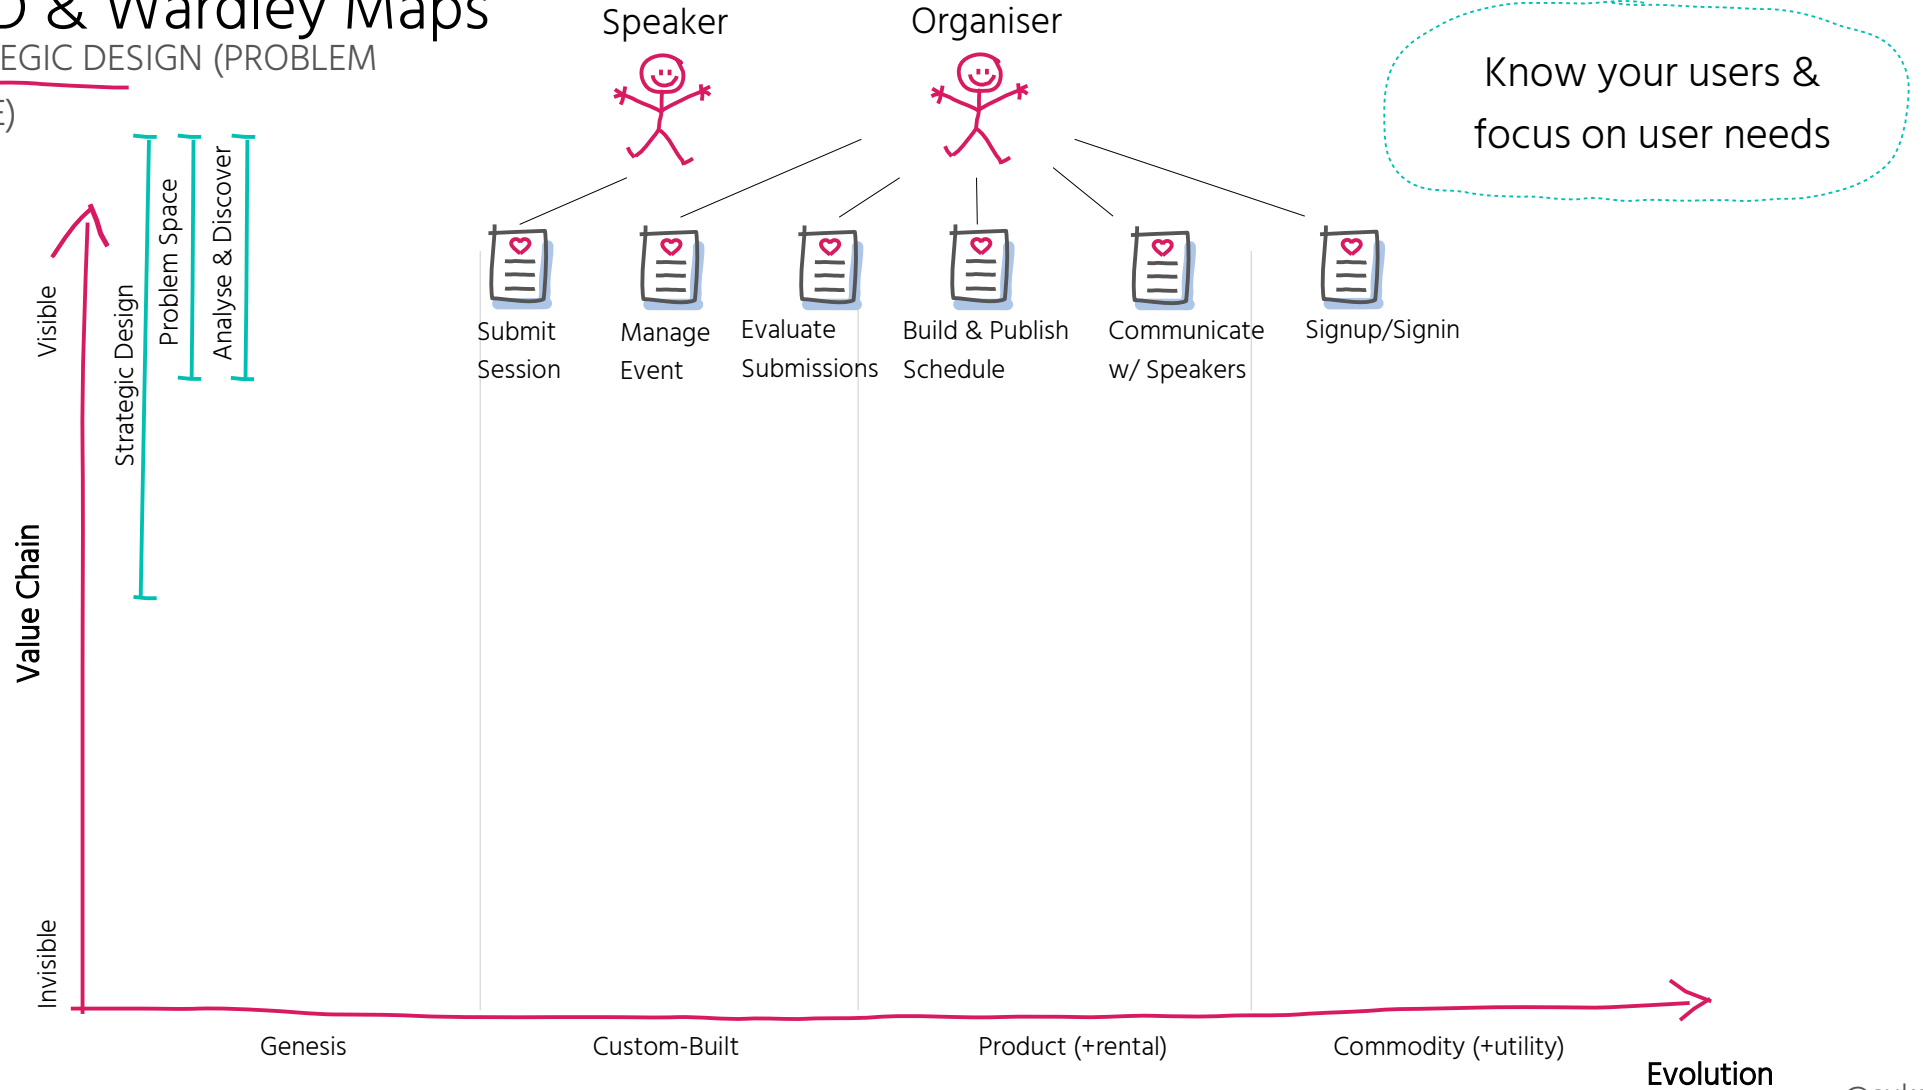 & Wardley Maps
EGIC DESIGN (PROBLEM
E)
Speaker
Organiser
Know your users &
focus on user needs
Strategic Design
Problem Space
Analyse & Discover
Visible
Value Chain
Invisible
Submit
Session
Manage
Event
Evaluate
Submissions
Build & Publish
Schedule
Communicate
w/ Speakers
Signup/Signin
Genesis
Custom-Built
Product (+rental)
Commodity (+utility)
Evolution